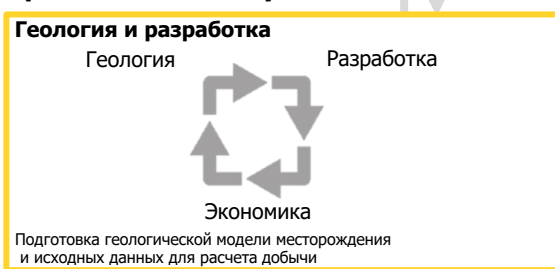 Геология и разработка
Геология
Разработка
Экономика
Подготовка геологической модели месторождения
и исходных данных для расчета добычи